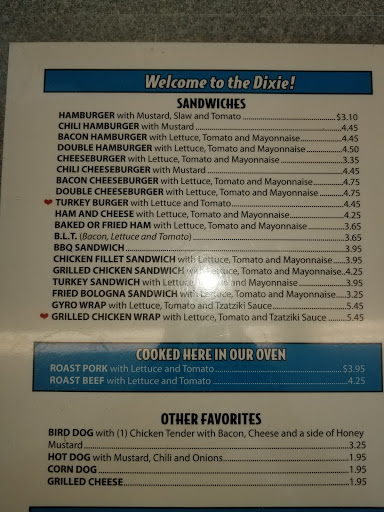 Welcome to the Dixie!
SANDWICHES
HAMBURGER with Mustard, Slaw and Tomato $3.10
CHILI HAMBURGER with Mustard 4.45
BACON HAMBURGER with Lettuce, Tomato and Mayonnaise 4.45
DOUBLE HAMBURGER with Lettuce, Tomato and Mayonnaise 4.50
CHEESEBURGER with Lettuce, Tomato and Mayonnaise 3.35
CHILI CHEESEBURGER with Mustard 4.45
BACON CHEESEBURGER with Lettuce, Tomato and Mayonnaise 4.75
DOUBLE CHEESEBURGER with Lettuce, Tomato and Mayonnaise 4.75
TURKEY BURGER with Lettuce and Tomato 4.45
HAM AND CHEESE with Lettuce, Tomato and Mayonnaise 4.25
BAKED OR FRIED HAM with Lettuce, Tomato and Mayonnaise 3.65
B.L.T. (Bacon, Lettuce and Tomato) 3.65
BBQ SANDWICH 3.95
CHICKEN FILLET SANDWICH with Lettuce, Tomato and Mayonnaise 3.95
GRILLED CHICKEN SANDWICH with Lettuce, Tomato and Mayonnaise 4.25
TURKEY SANDWICH with Lettuce, Tomato and Mayonnaise 3.95
FRIED BOLOGNA SANDWICH with Lettuce, Tomato and Mayonnaise 3.25
GYRO WRAP with Lettuce, Tomato and Tzatziki Sauce 5.45
GRILLED CHICKEN WRAP with Lettuce, Tomato and Tzatziki Sauce 5.45
COOKED HERE IN OUR OVEN
ROAST PORK with Lettuce and Tomato $3.95
ROAST BEEF with Lettuce and Tomato 4.25
OTHER FAVORITES
BIRD DOG with (1) Chicken Tender with Bacon, Cheese and a side of Honey
Mustard 3.25
HOT DOG with Mustard, Chili and Onions 1.95
CORN DOG 1.95
GRILLED CHEESE 1.95